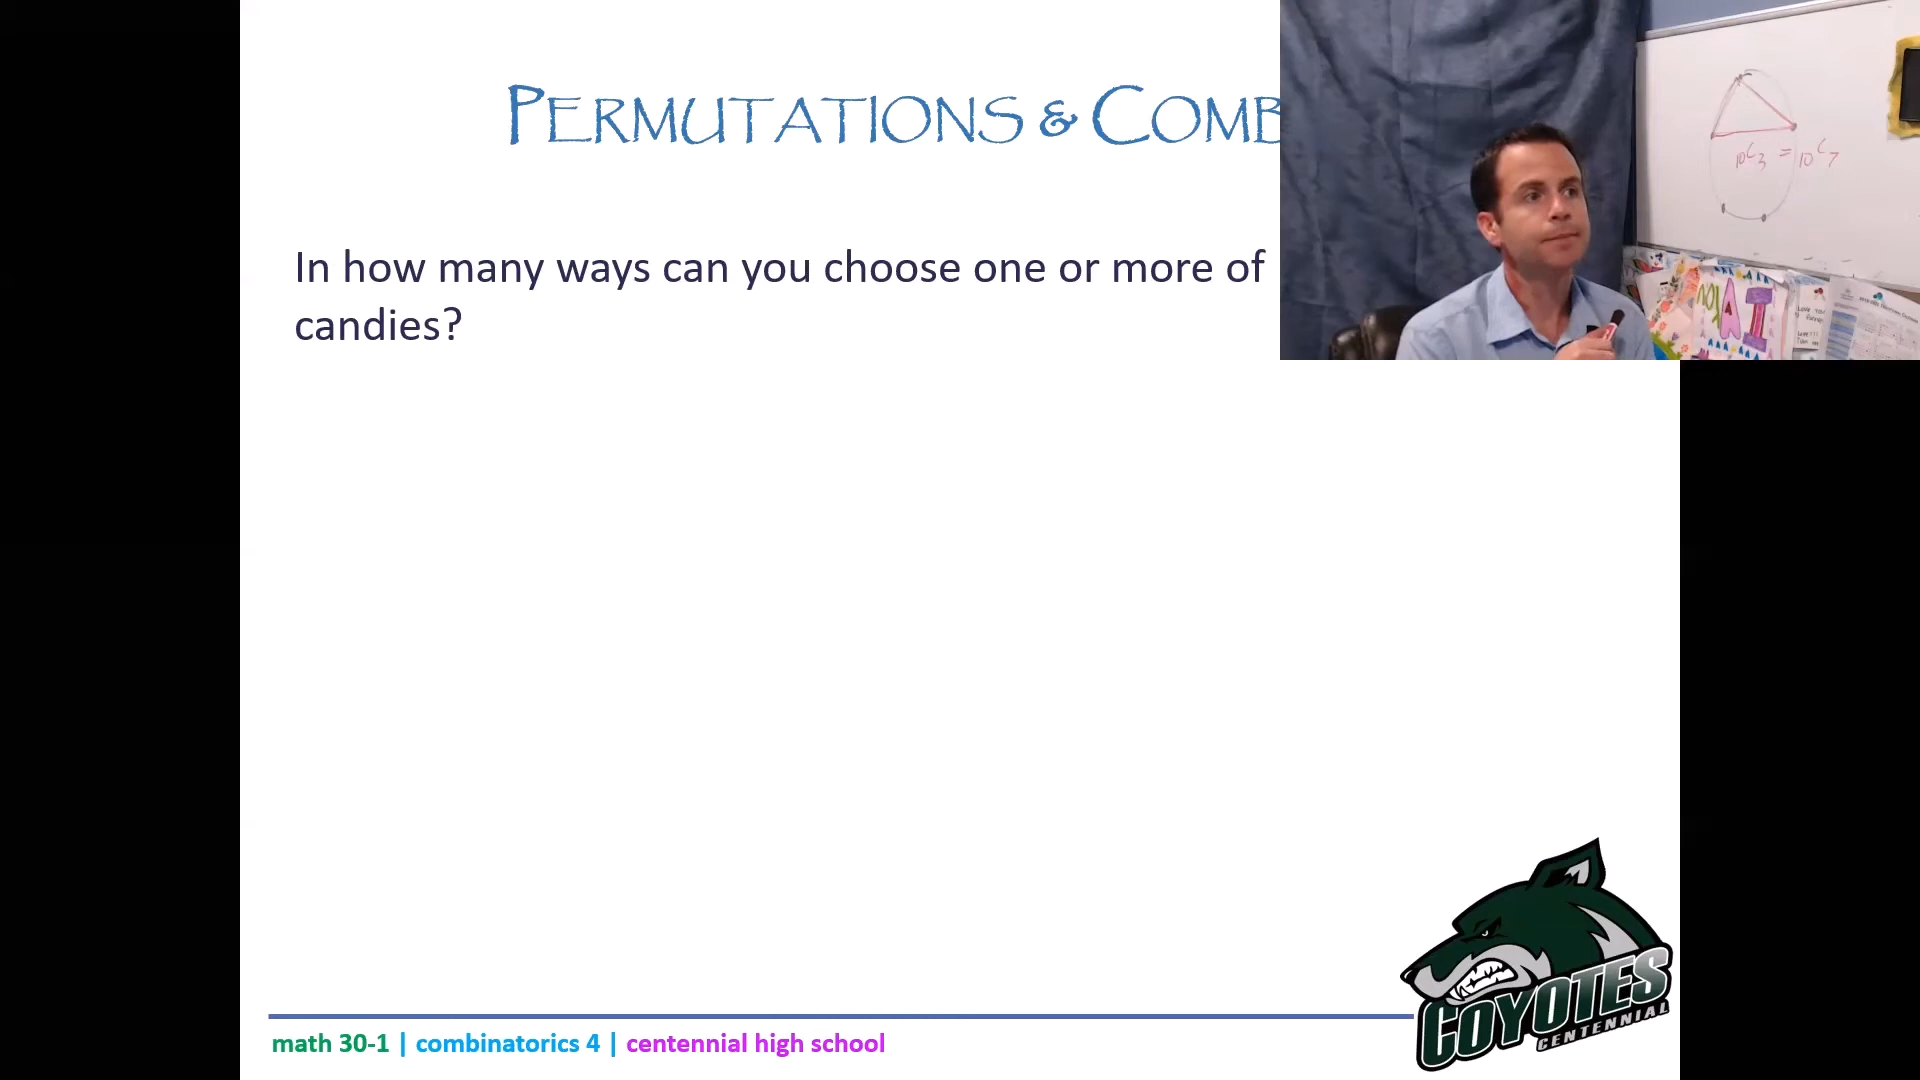 PERMUTATIONS & COMB
In how many ways can you choose one or more of
candies?
10C3 = 10C7
COYOTES
CENTENNIAL
math 30-1 | combinatorics 4 | centennial high school